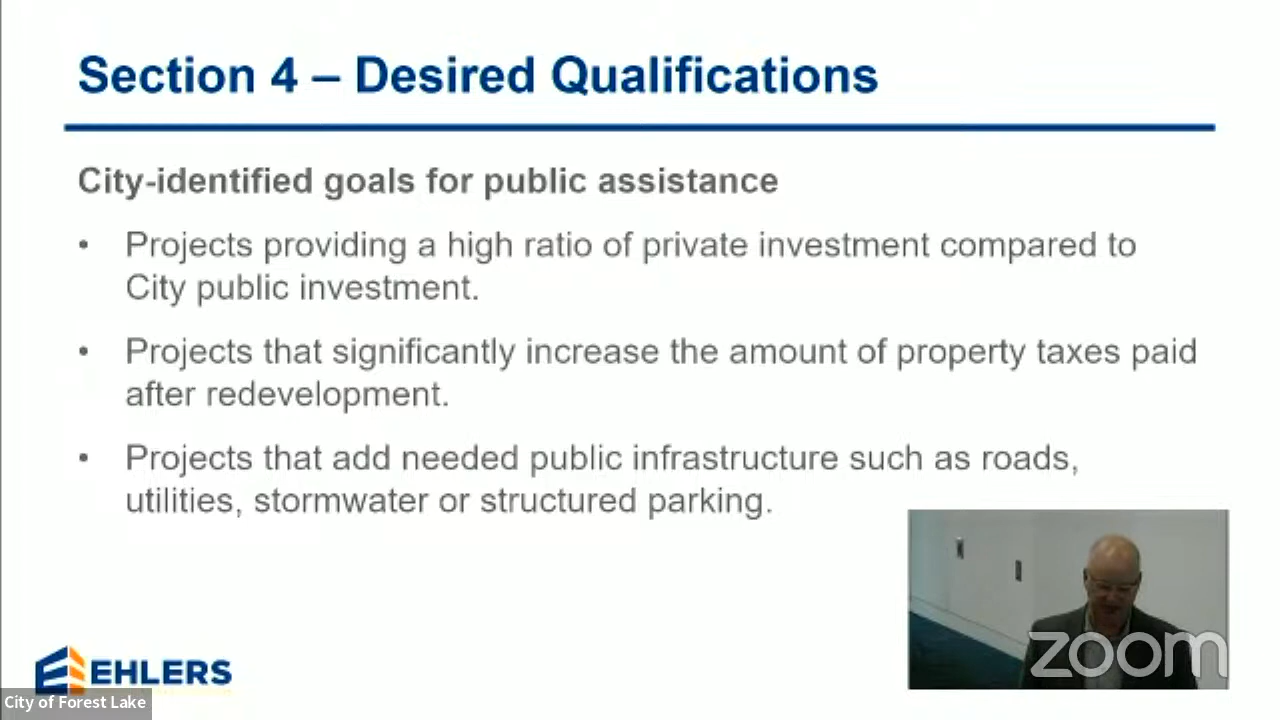 Section 4 – Desired Qualifications
City-identified goals for public assistance
• Projects providing a high ratio of private investment compared to
City public investment.
• Projects that significantly increase the amount of property taxes paid
after redevelopment.
• Projects that add needed public infrastructure such as roads,
utilities, stormwater or structured parking.
zoom
EHLERS
City of Forest Lake